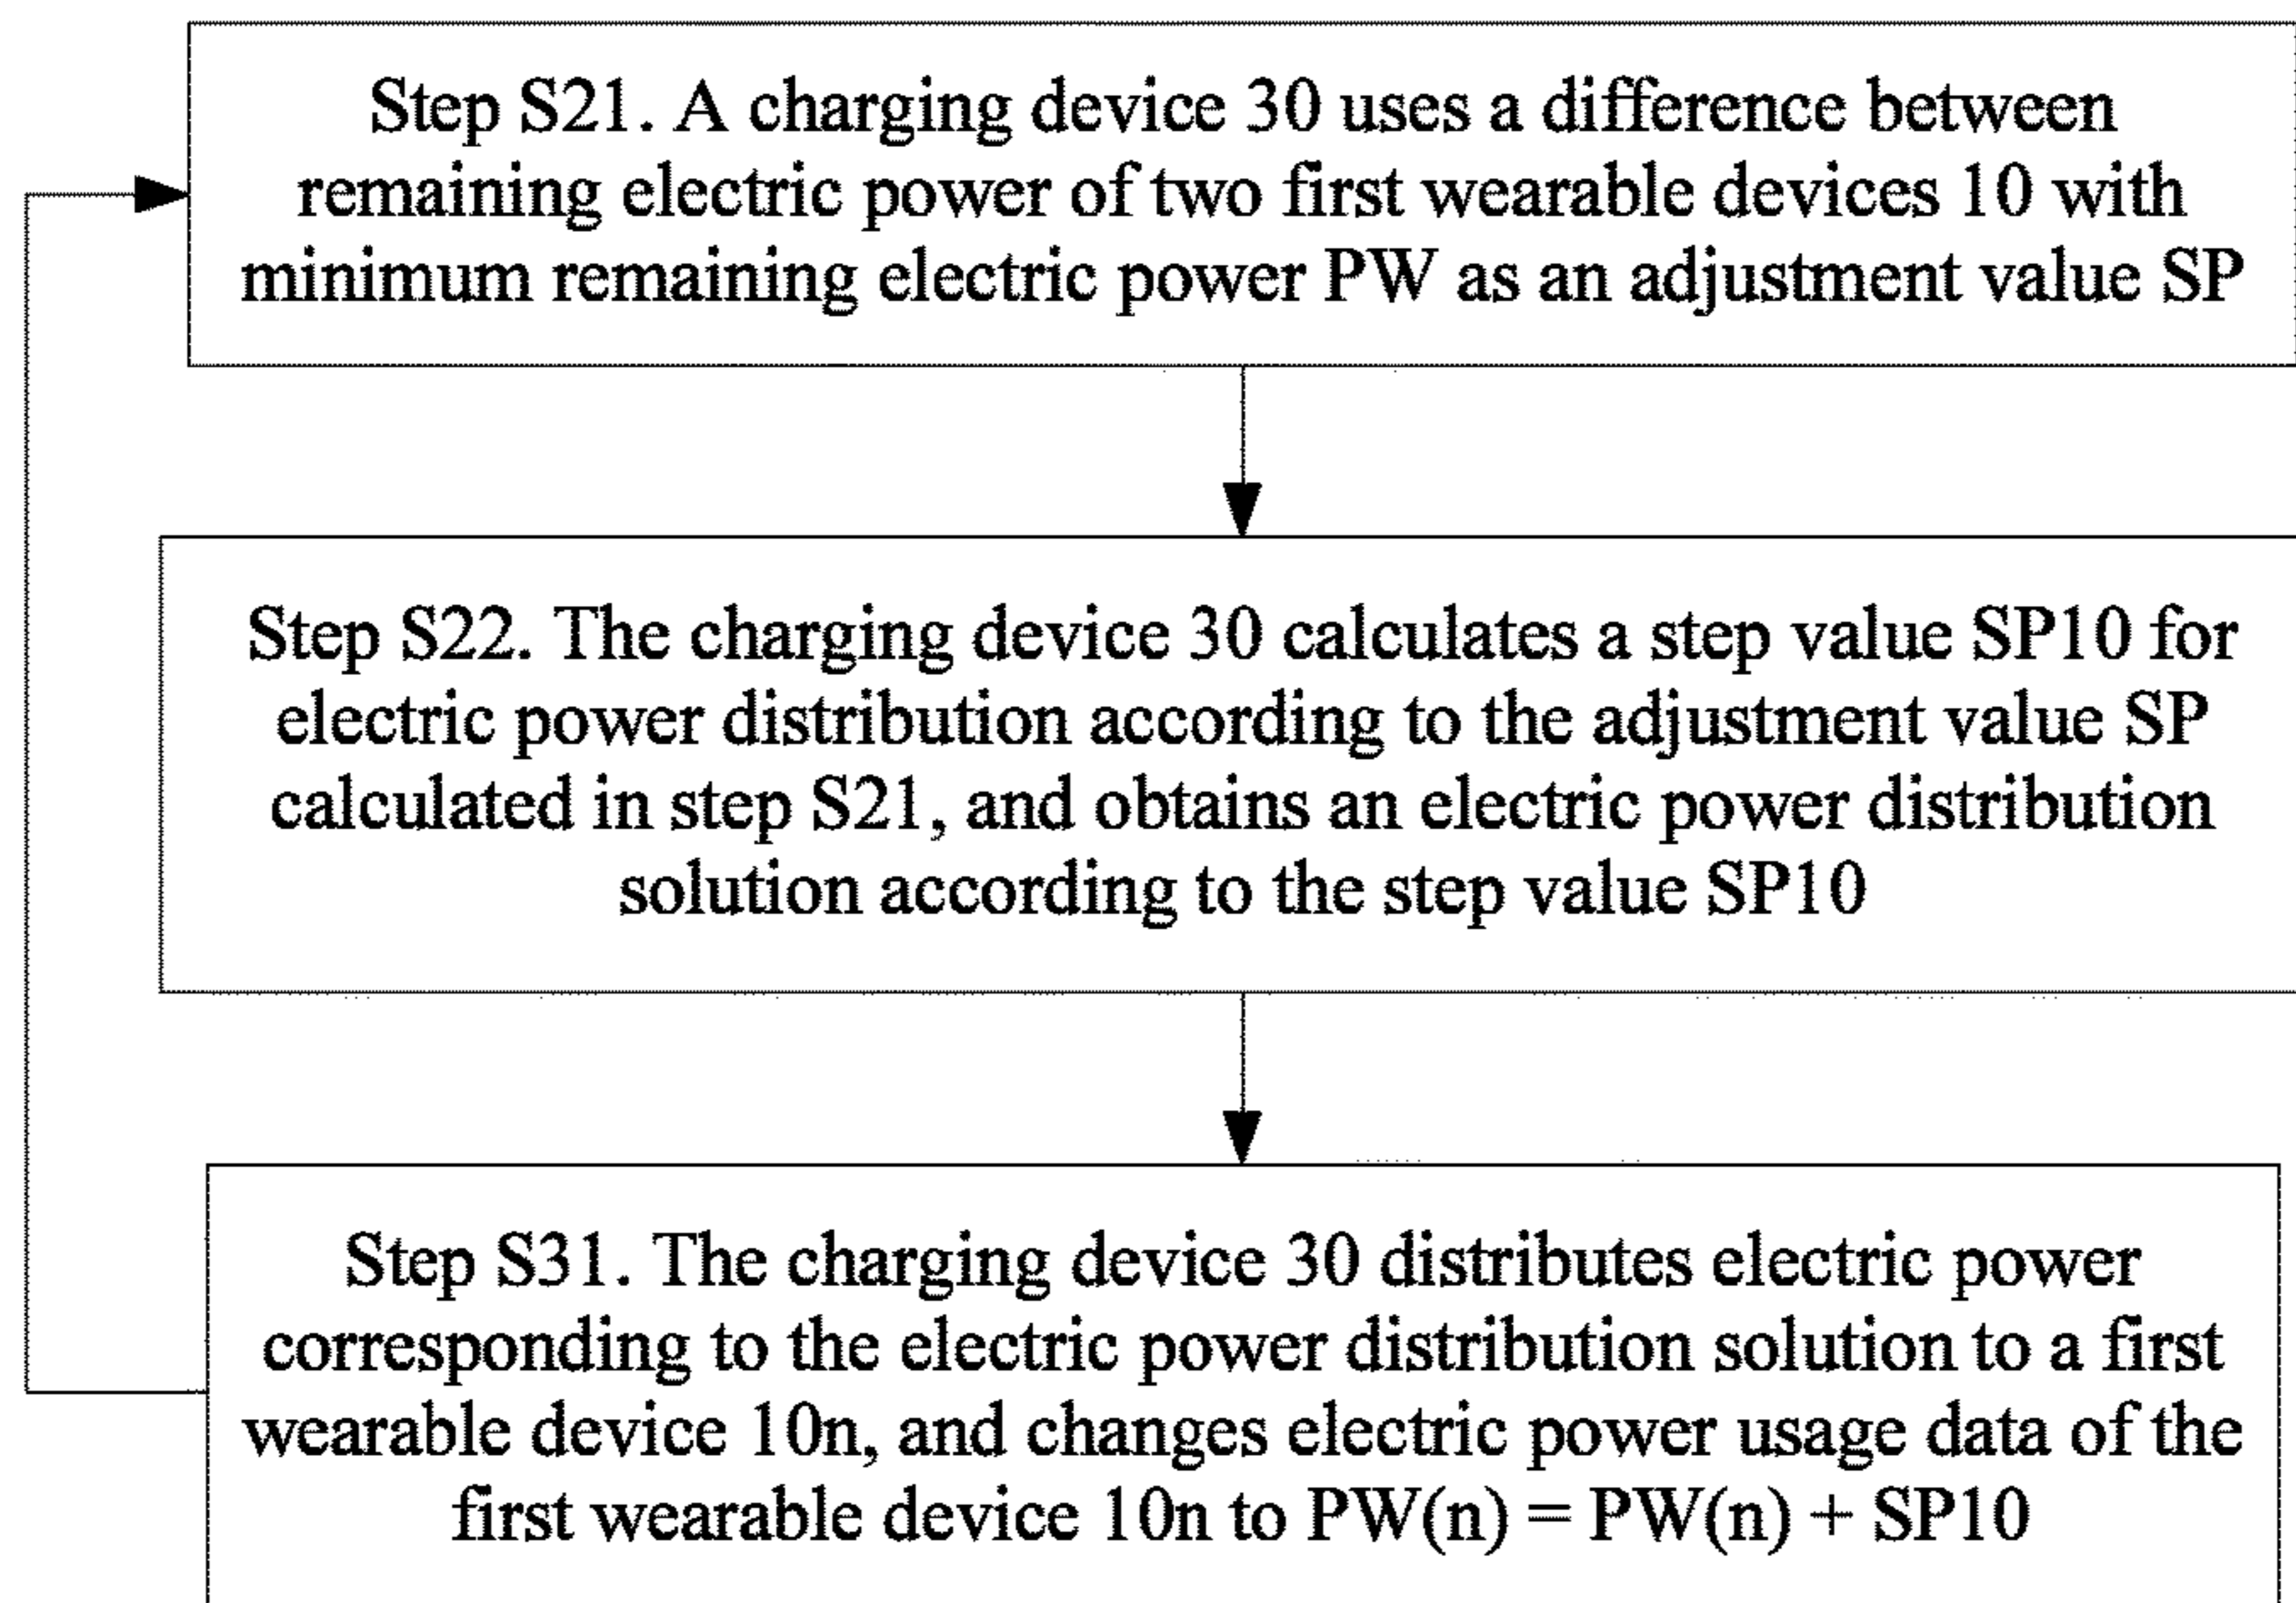 Step S21. A charging device 30 uses a difference between
remaining electric power of two first wearable devices 10 with
minimum remaining electric power PW as an adjustment value SP
Step S22. The charging device 30 calculates a step value SP10 for
electric power distribution according to the adjustment value SP
calculated in step S21, and obtains an electric power distribution
solution according to the step value SP10
Step S31. The charging device 30 distributes electric power
corresponding to the electric power distribution solution to a first
wearable device 10n, and changes electric power usage data of the
first wearable device 10n to PW(n) = PW(n) + SP10